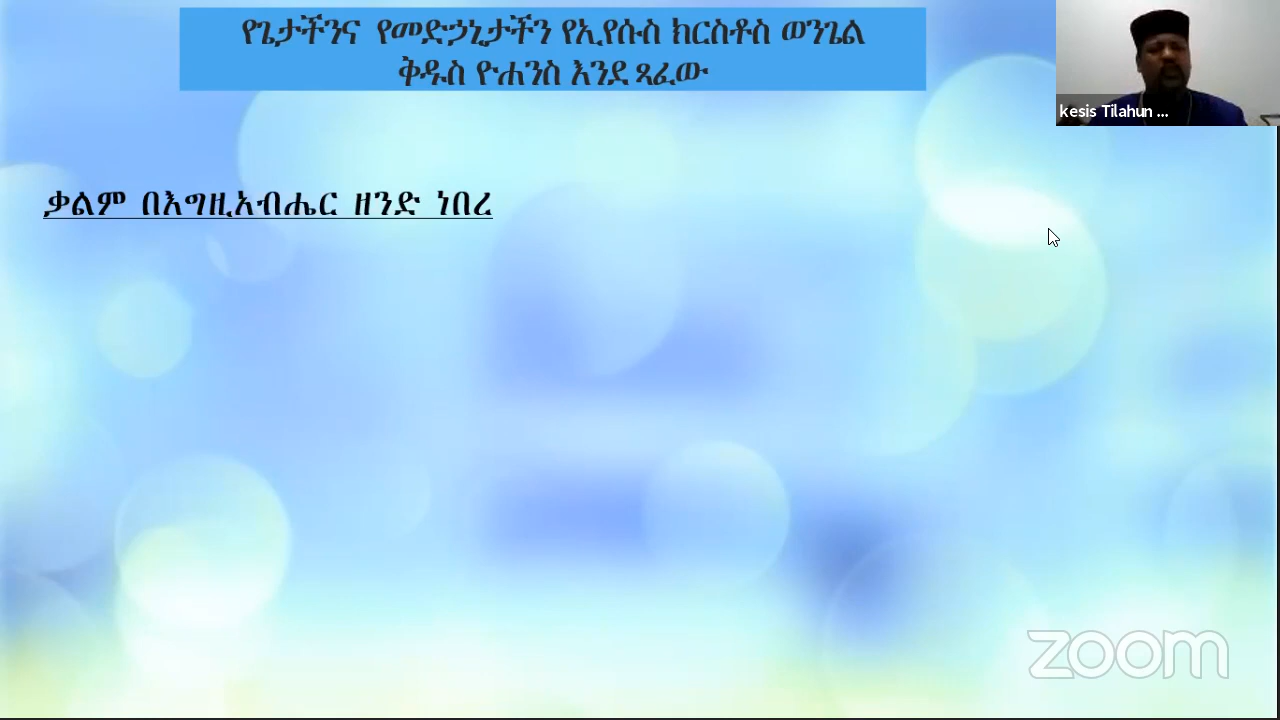 የጌታችንና የመድኃኒታችን የኢየሱስ ክርስቶስ ወንጌል
ቅዱስ ዮሐንስ እንደ ጻፈው
kesis Tilahun ...
ቃልም በእግዚአብሔር ዘንድ ነበረ
zoom